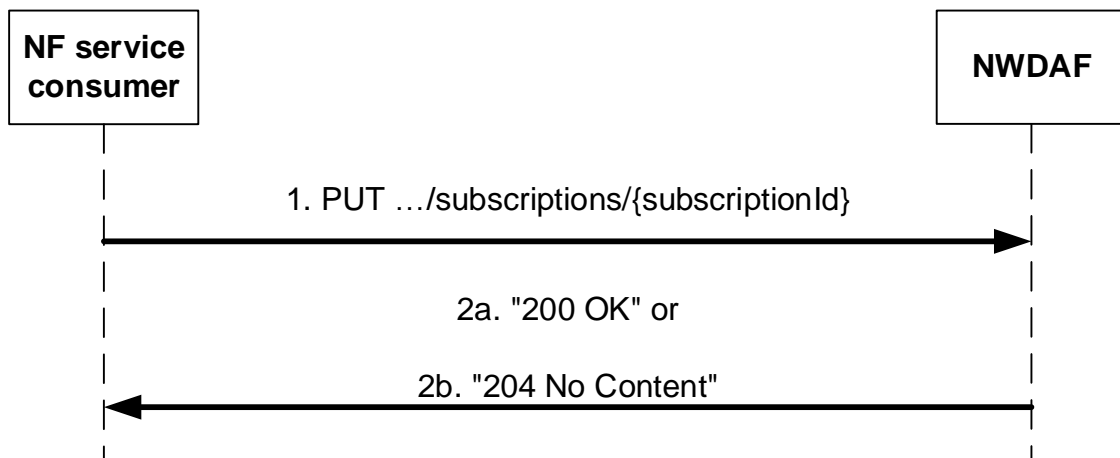 NF service
consumer
NWDAF
1. PUT …/subscriptions/{subscriptionId}
2a. "200 OK" or
2b. "204 No Content"